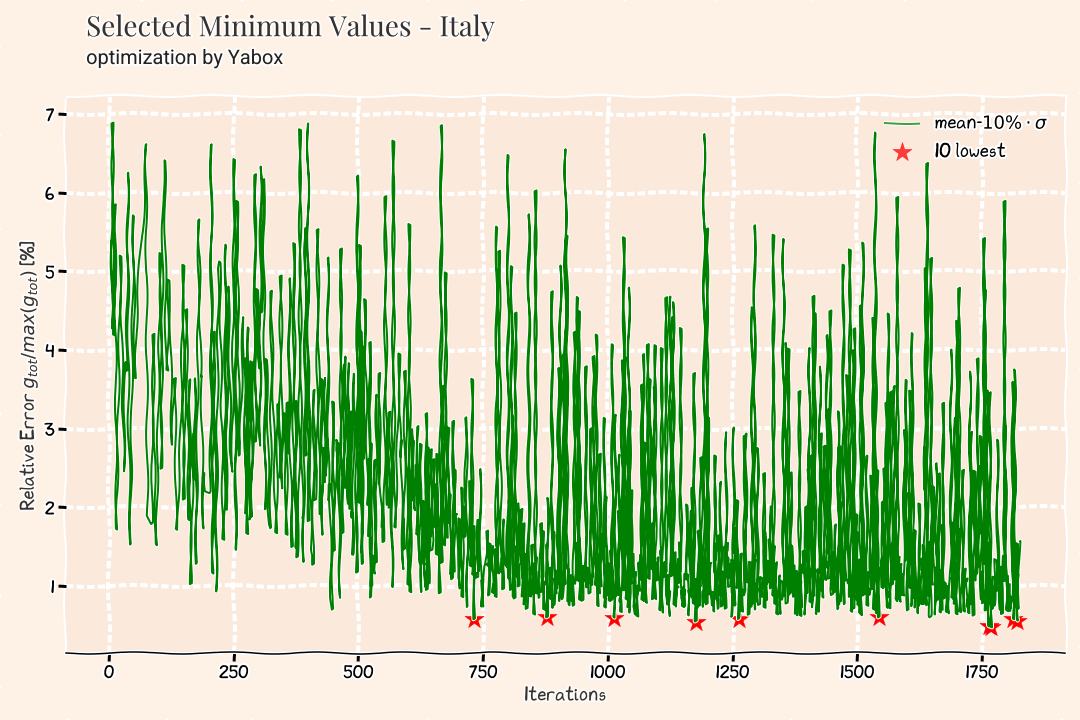 Selected Minimum Values - Italy
optimization by Yabox
7
6
5
4
3
2
1
Relative Error g_tot/max(g_tot) [%]
mean-10% · σ
10 lowest
0 250 500 750 1000 1250 1500 1750
Iterations